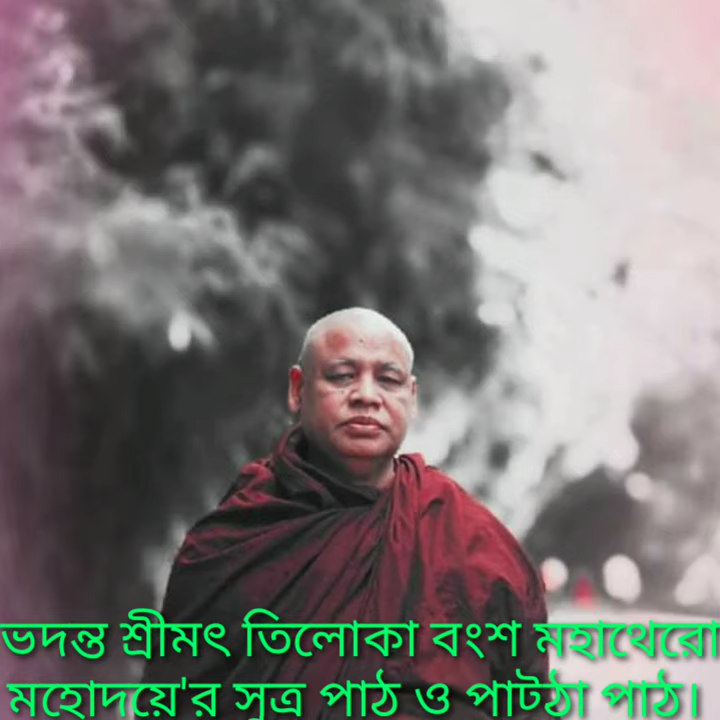 ভদন্ত শ্রীমৎ তিলোকা বংশ মহাথেরো
মহোদয়ে'র সূত্র পাঠ ও পাটঠা পাঠ।